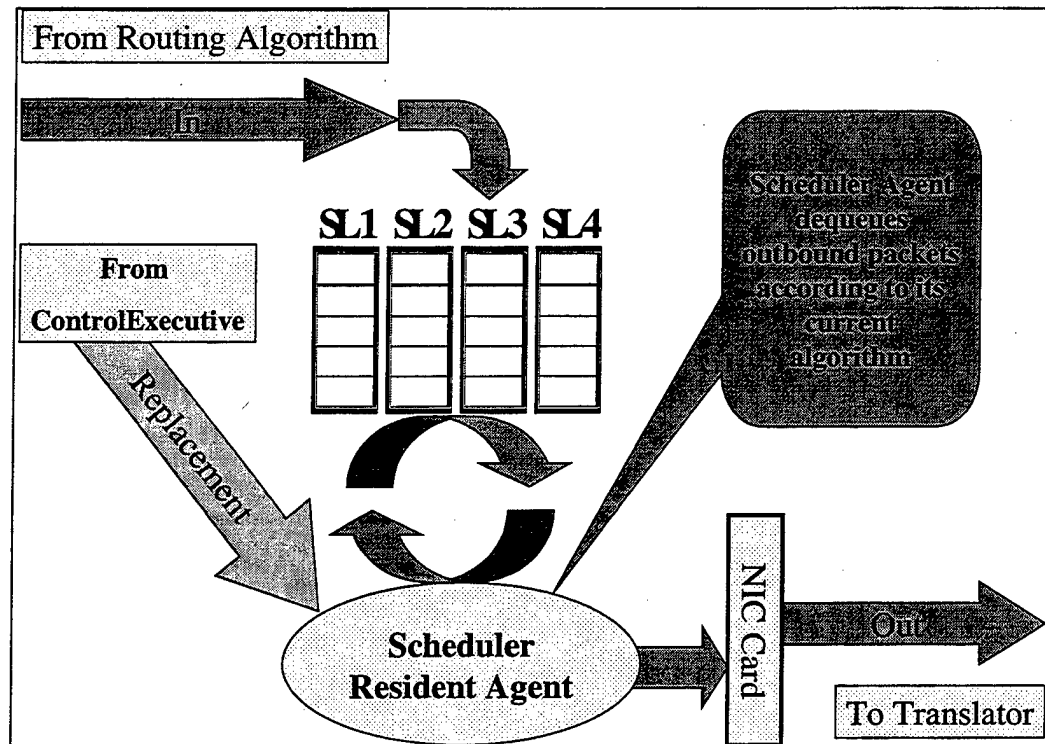 From Routing Algorithm
In
SL1 SL2 SL3 SL4
From
ControlExecutive
Replacement
Scheduler Agent
dequeues
outbound packets
according to its
current
algorithm
Scheduler
Resident Agent
NIC Card
Out
To Translator